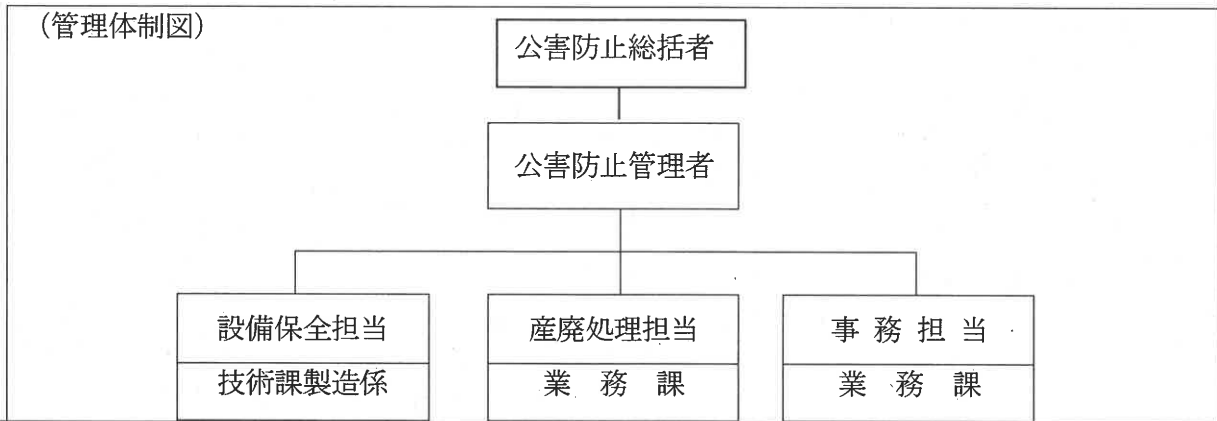 （管理体制図）
公害防止総括者
公害防止管理者
設備保全担当
技術課製造係
産廃処理担当
業務課
事務担当
業務課